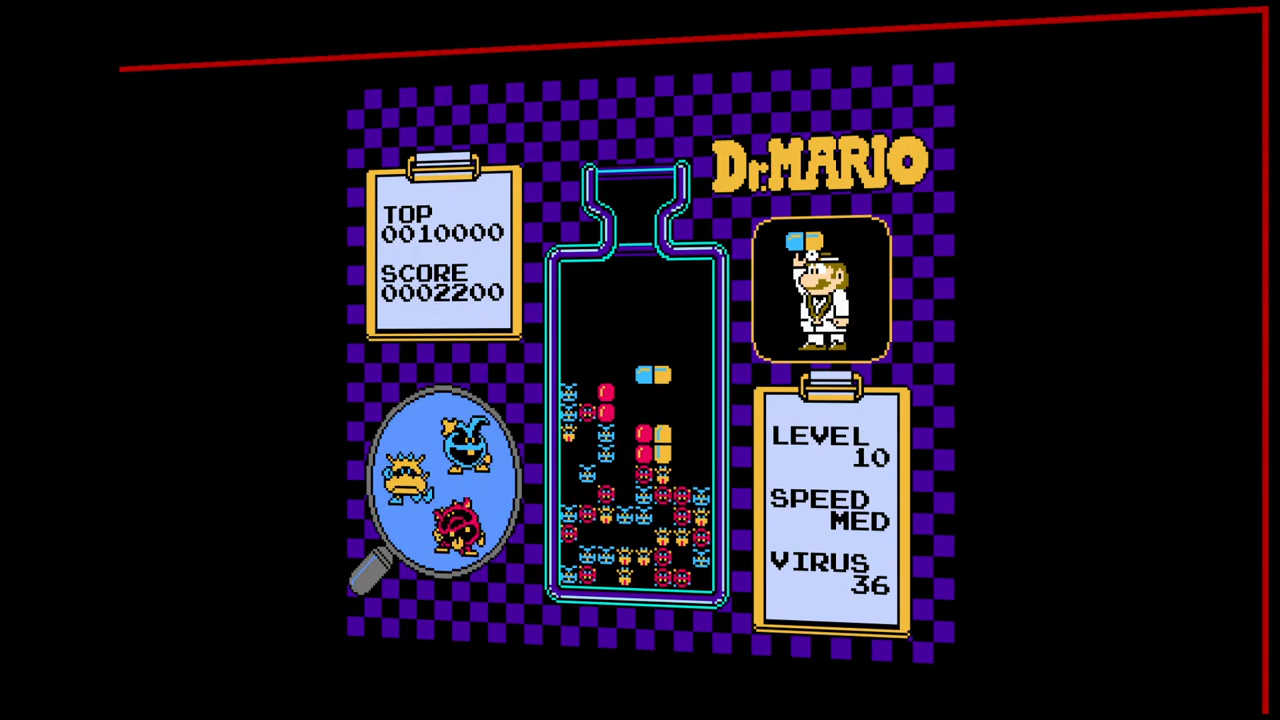 Dr. MARIO
TOP
0010000
SCORE
0002200
LEVEL
10
SPEED
MED
VIRUS
36